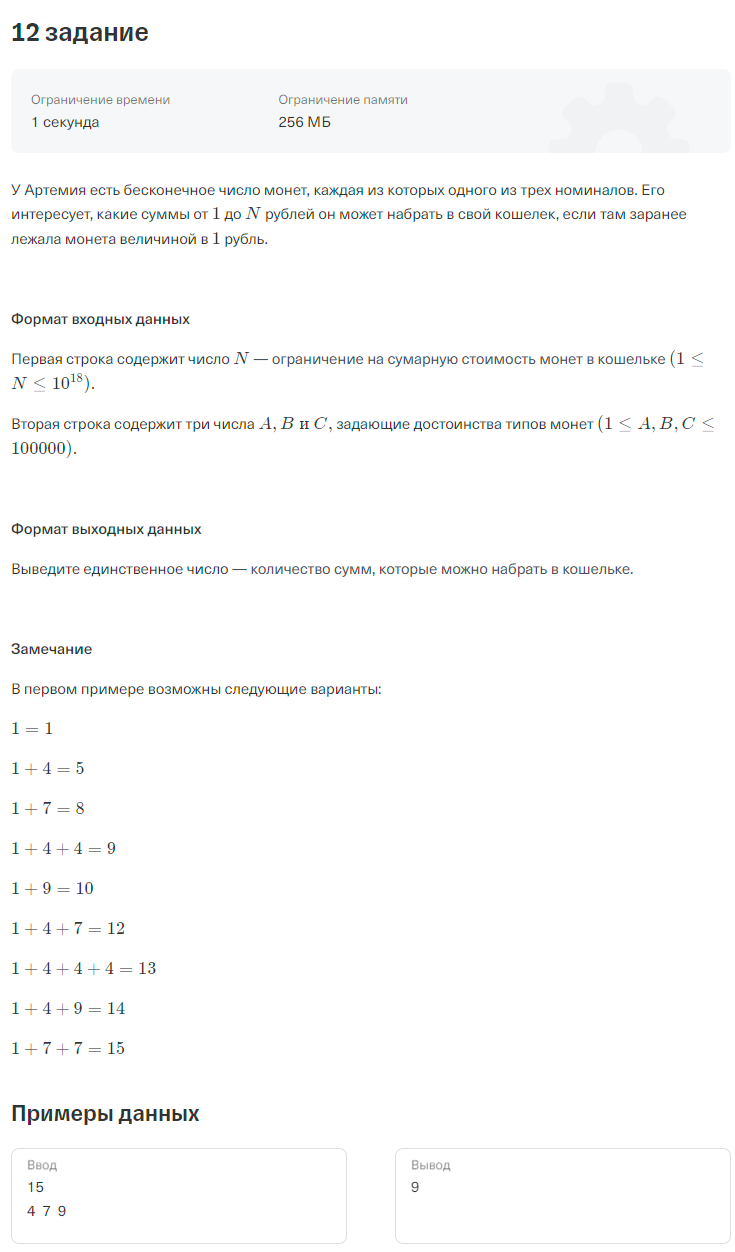 12 задание
Ограничение времени
Ограничение памяти
1 секунда
256 МБ
У Артемия есть бесконечное число монет, каждая из которых одного из трех номиналов. Его
интересует, какие суммы от 1 до N рублей он может набрать в свой кошелек, если там заранее
лежала монета величиной в 1 рубль.
Формат входных данных
Первая строка содержит число N — ограничение на сумарную стоимость монет в кошельке (1 ≤
N ≤ 10^18).
Вторая строка содержит три числа A, B и C, задающие достоинства типов монет (1 ≤ A, B, C ≤
100000).
Формат выходных данных
Выведите единственное число — количество сумм, которые можно набрать в кошельке.
Замечание
В первом примере возможны следующие варианты:
1 = 1
1 + 4 = 5
1 + 7 = 8
1 + 4 + 4 = 9
1 + 9 = 10
1 + 4 + 7 = 12
1 + 4 + 4 + 4 = 13
1 + 4 + 9 = 14
1 + 7 + 7 = 15
Примеры данных
Ввод
15
4 7 9
Вывод
9